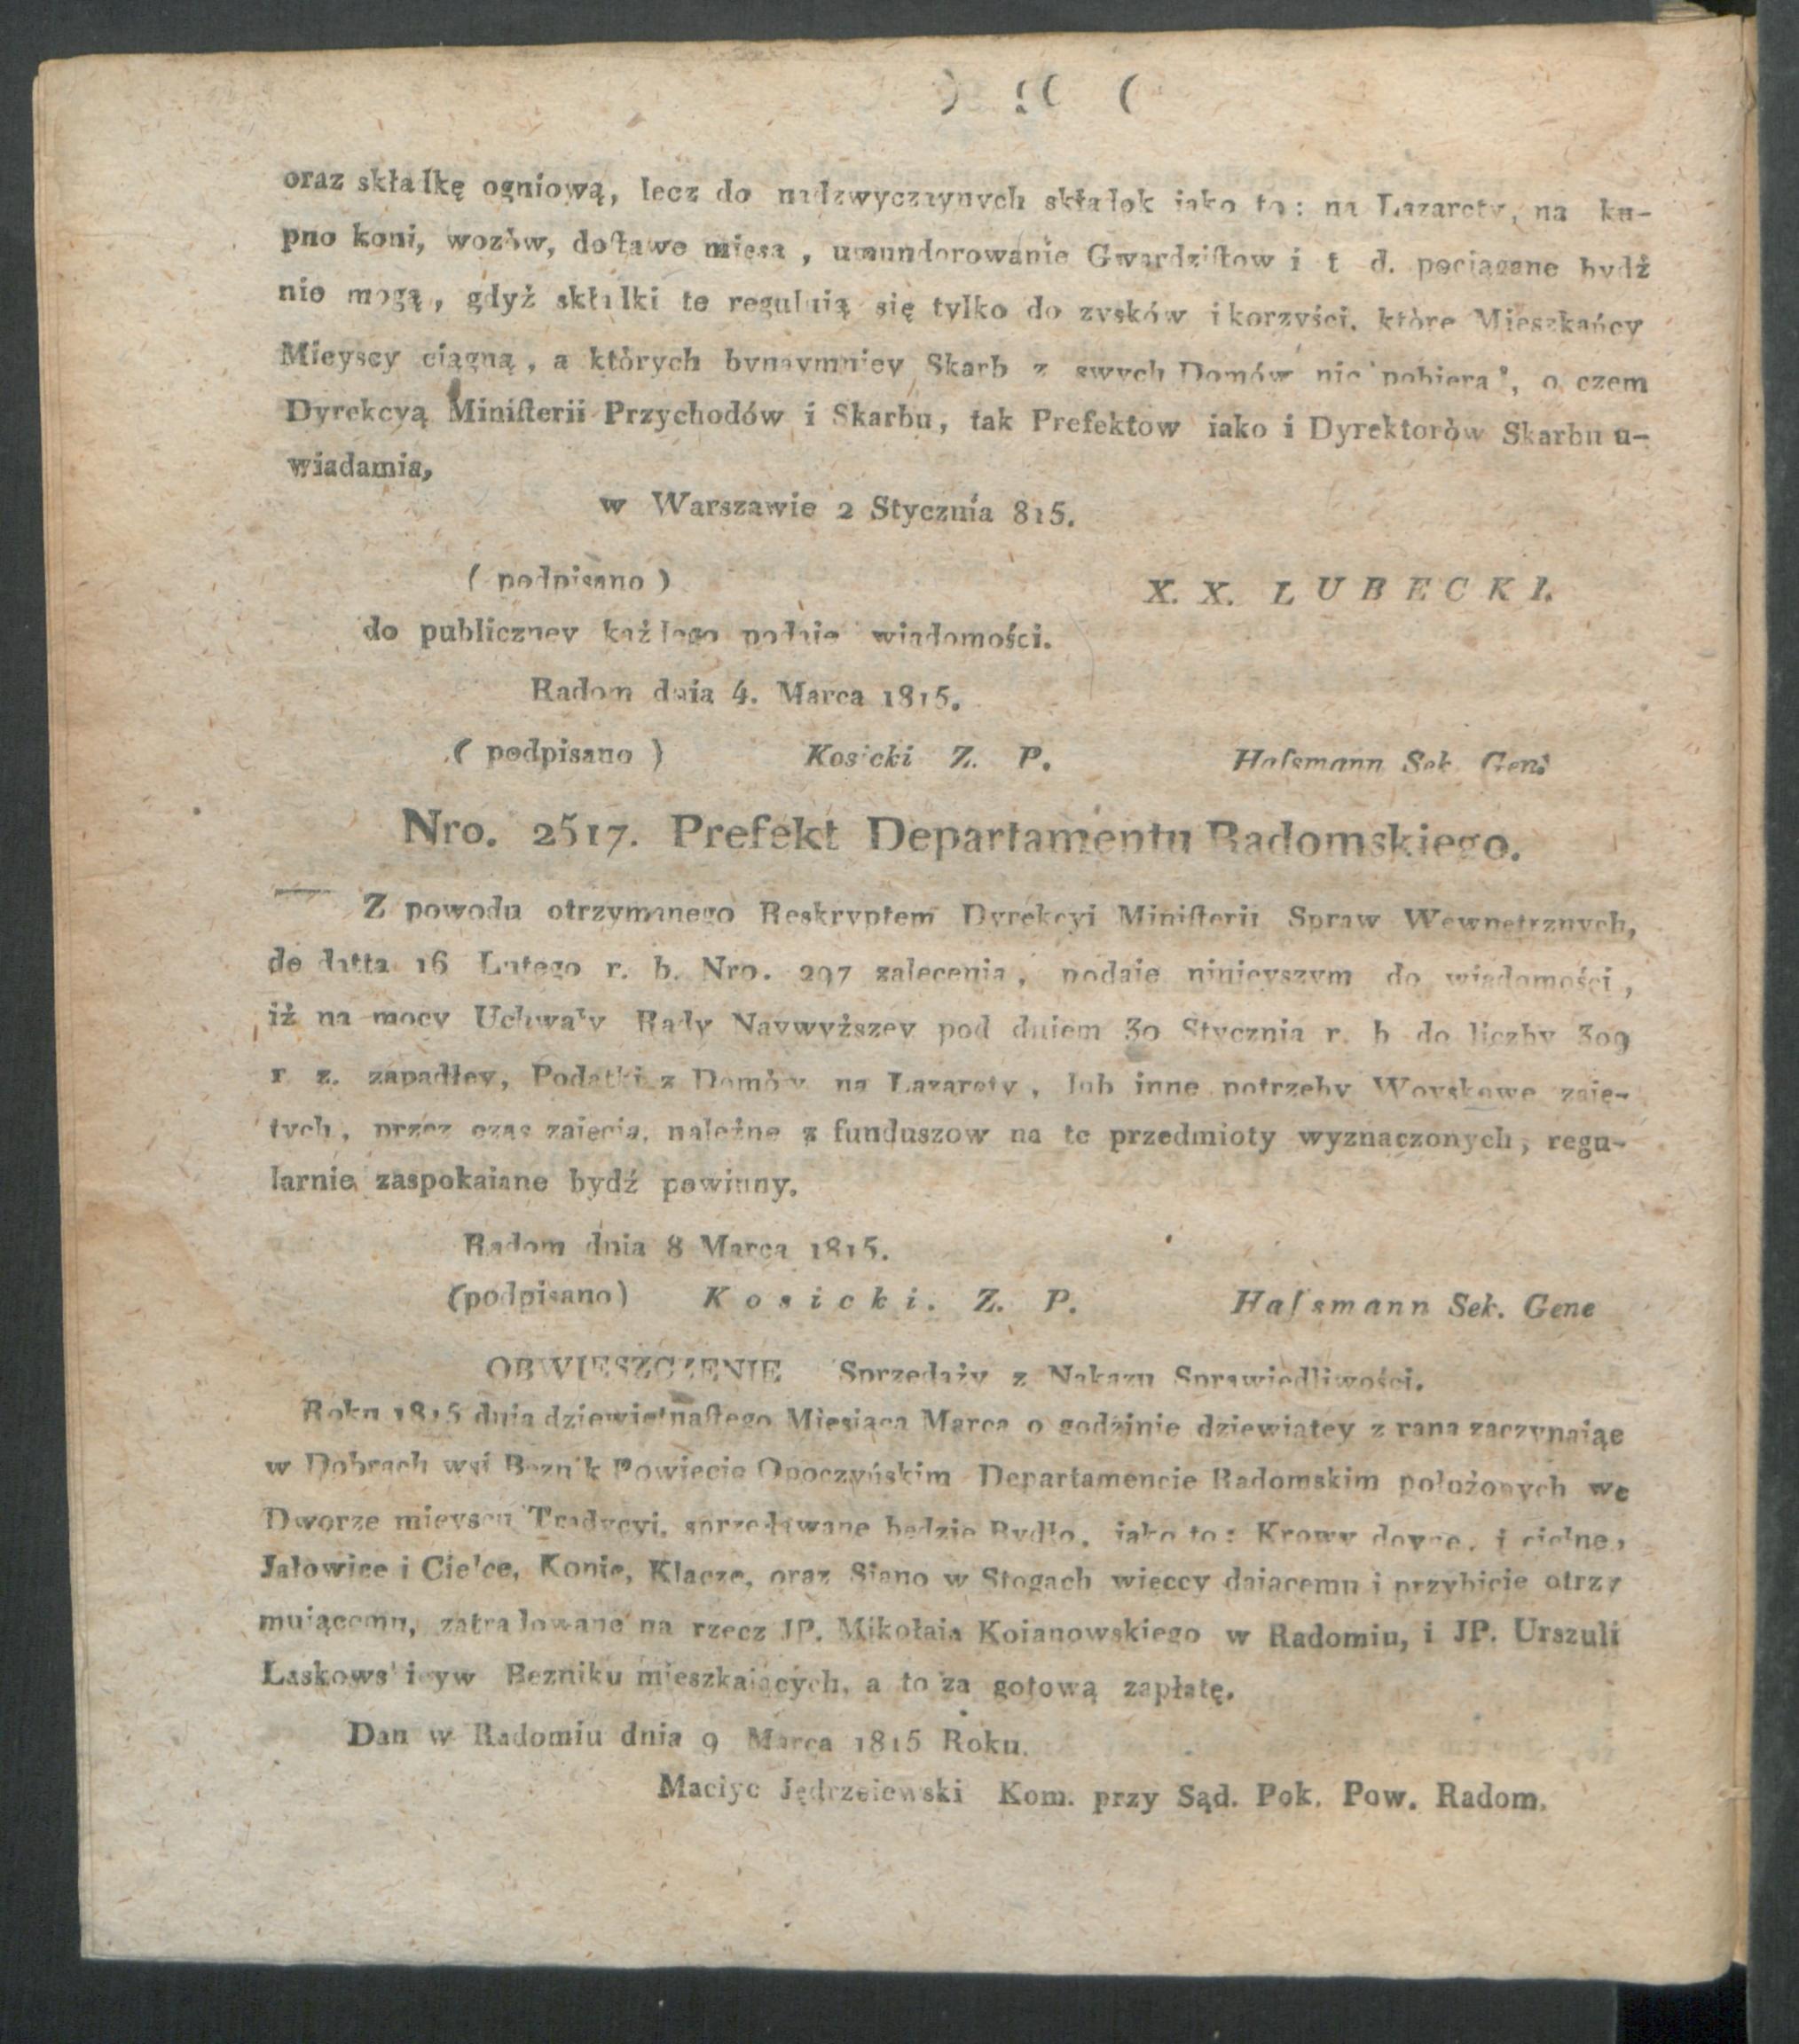 oraz składkę ogniową, lecz do nadzwyczaynych składok iako to: na Lazarety, na ku-
pno koni, wozów, doſtawe mięsa, umundorowanie Gwardziſtow i t d. pociągane bydź
nie mogą, gdyż składki te reguluią się tylko do zysków i korzyści, które Mieszkańcy
Mieyscy ciągną, a których bynaymniey Skarb z swych Domów nie pobiera, o czem
Dyrekcyą Miniſterii Przychodów i Skarbu, tak Prefektow iako i Dyrektorów Skarbu u-
wiadamia,
w Warszawie 2 Stycznia 815.
( podpisano ) X. X. LUBECKI.
do publiczney każdego podaie wiadomości.
Radom dnia 4. Marca 1815.
( podpisano ) Kosicki Z. P. Haſsmann Sek. Gen:
Nro. 2517. Prefekt Departamentu Radomskiego.
Z powodu otrzymanego Reskryptem Dyrekcyi Miniſterii Spraw Wewnetrznych,
de datta 16 Lutego r. b. Nro. 297 zalecenia, podaie ninieyszym do wiadomości,
iż na mocy Uchwały Rady Naywyższey pod dniem 30 Stycznia r. b do liczby 309
r z. zapadłey, Podatki z Domów na Lazarety, lub inne potrzeby Woyskowe zaię-
tych, przez czas zaięcia, należne z funduszow na te przedmioty wyznaczonych, regu-
larnie zaspokaiane bydź powinny.
Radom dnia 8 Marca 1815.
(podpisano) Kosicki. Z. P. Haſsmann Sek. Gene
OBWIESZCZENIE Sprzedaży z Nakazu Sprawiedliwości.
Roku 1815 dnia dziewiętnaſtego Miesiąca Marca o godzinie dziewiątey z rana zaczynaiąc
w Dobrach wsi Beznik Powiecie Opoczyńskim Departamencie Radomskim położonych we
Dworze mieyscu Tradycyi, sprzedawane będzie Bydło, iako to: Krowy doyne, i cielne,
Jałowice i Cielce, Konie, Klacze, oraz Siano w Stogach więcey daiącemu i przybicie otrzy
muiącemu, zatradowane na rzecz JP. Mikołaia Koianowskiego w Radomiu, i JP. Urszuli
Laskowskieyw Bezniku mieszkaiących, a to za gotową zapłatę.
Dan w Radomiu dnia 9 Marca 1815 Roku.
Maciyc Jędrzeiewski Kom. przy Sąd. Pok. Pow. Radom.